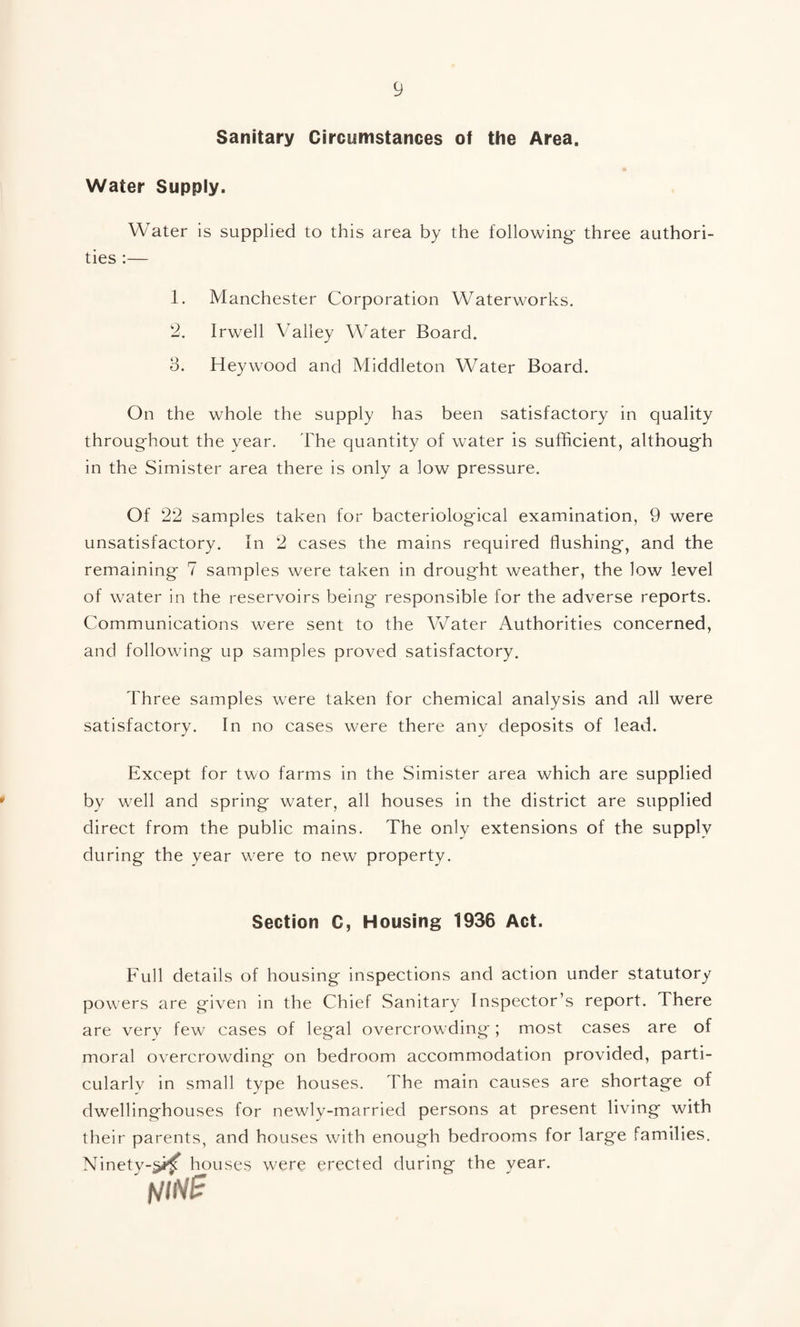 9
Sanitary Circumstances of the Area.
Water Supply.
Water is supplied to this area by the following three authori-
ties :—
1. Manchester Corporation Waterworks.
2. Irwell Valley Water Board.
3. Heywood and Middleton Water Board.
On the whole the supply has been satisfactory in quality
throughout the year. The quantity of water is sufficient, although
in the Simister area there is only a low pressure.
Of 22 samples taken for bacteriological examination, 9 were
unsatisfactory. In 2 cases the mains required flushing, and the
remaining 7 samples were taken in drought weather, the low level
of water in the reservoirs being responsible for the adverse reports.
Communications were sent to the Water Authorities concerned,
and following up samples proved satisfactory.
Three samples were taken for chemical analysis and all were
satisfactory. In no cases were there any deposits of lead.
Except for two farms in the Simister area which are supplied
by well and spring water, all houses in the district are supplied
direct from the public mains. The only extensions of the supply
during the year were to new property.
Section C, Housing 1936 Act.
Full details of housing inspections and action under statutory
powers are given in the Chief Sanitary Inspector's report. There
are very few cases of legal overcrowding; most cases are of
moral overcrowding on bedroom accommodation provided, parti-
cularly in small type houses. The main causes are shortage of
dwellinghouses for newly-married persons at present living with
their parents, and houses with enough bedrooms for large families.
Ninety-six houses were erected during the year.
NINE